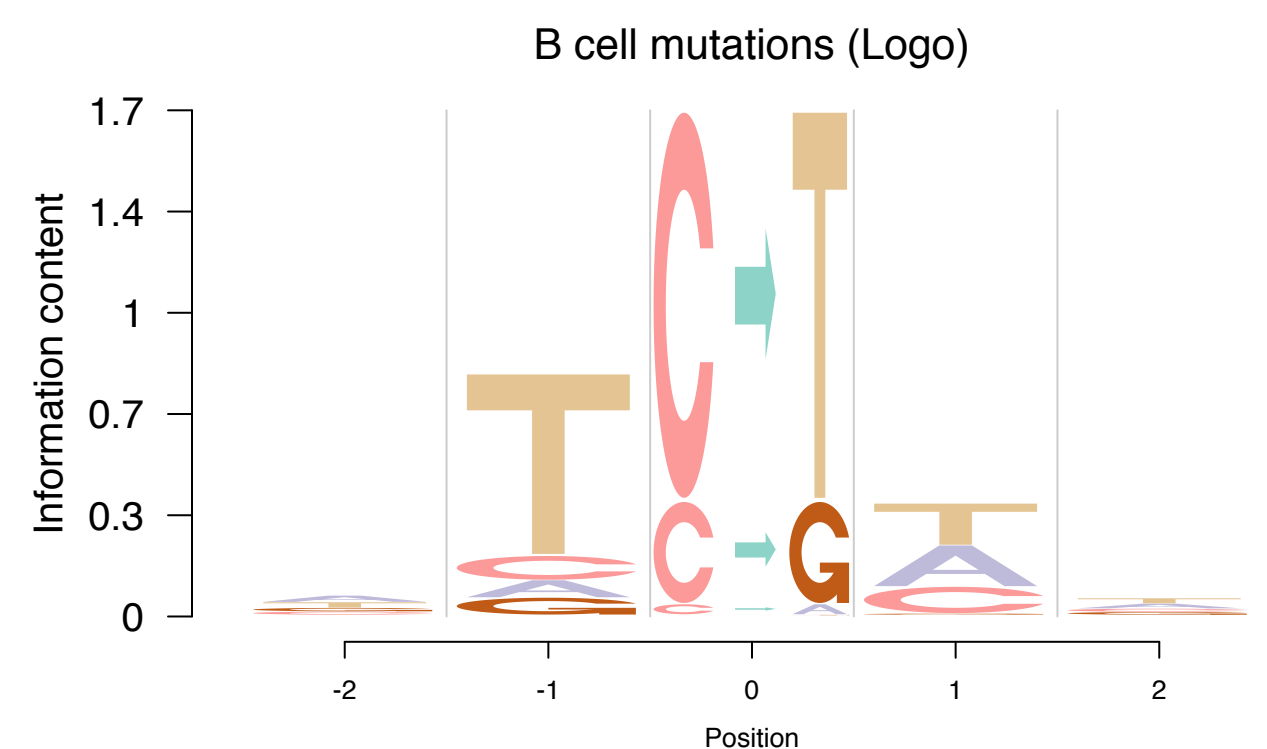 B cell mutations (Logo)
Information content
1.7
1.4
1
0.7
0.3
0
T
C
A
G
C
T
C
G
C
A
T
A
C
A
T
G
C
T
A
C
G
-2
-1
0
1
2
Position